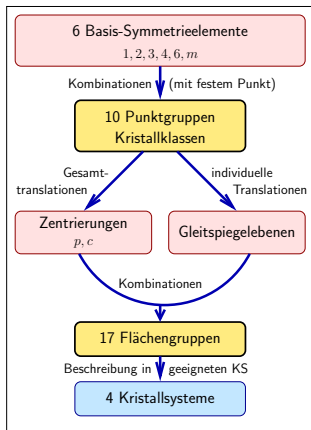 6 Basis-Symmetrieelemente
1, 2, 3, 4, 6, m
Kombinationen (mit festem Punkt)
10 Punktgruppen
Kristallklassen
Gesamt-
translationen
individuelle
Translationen
Zentrierungen
p, c
Gleitspiegelebenen
Kombinationen
17 Flächengruppen
Beschreibung in geeigneten KS
4 Kristallsysteme